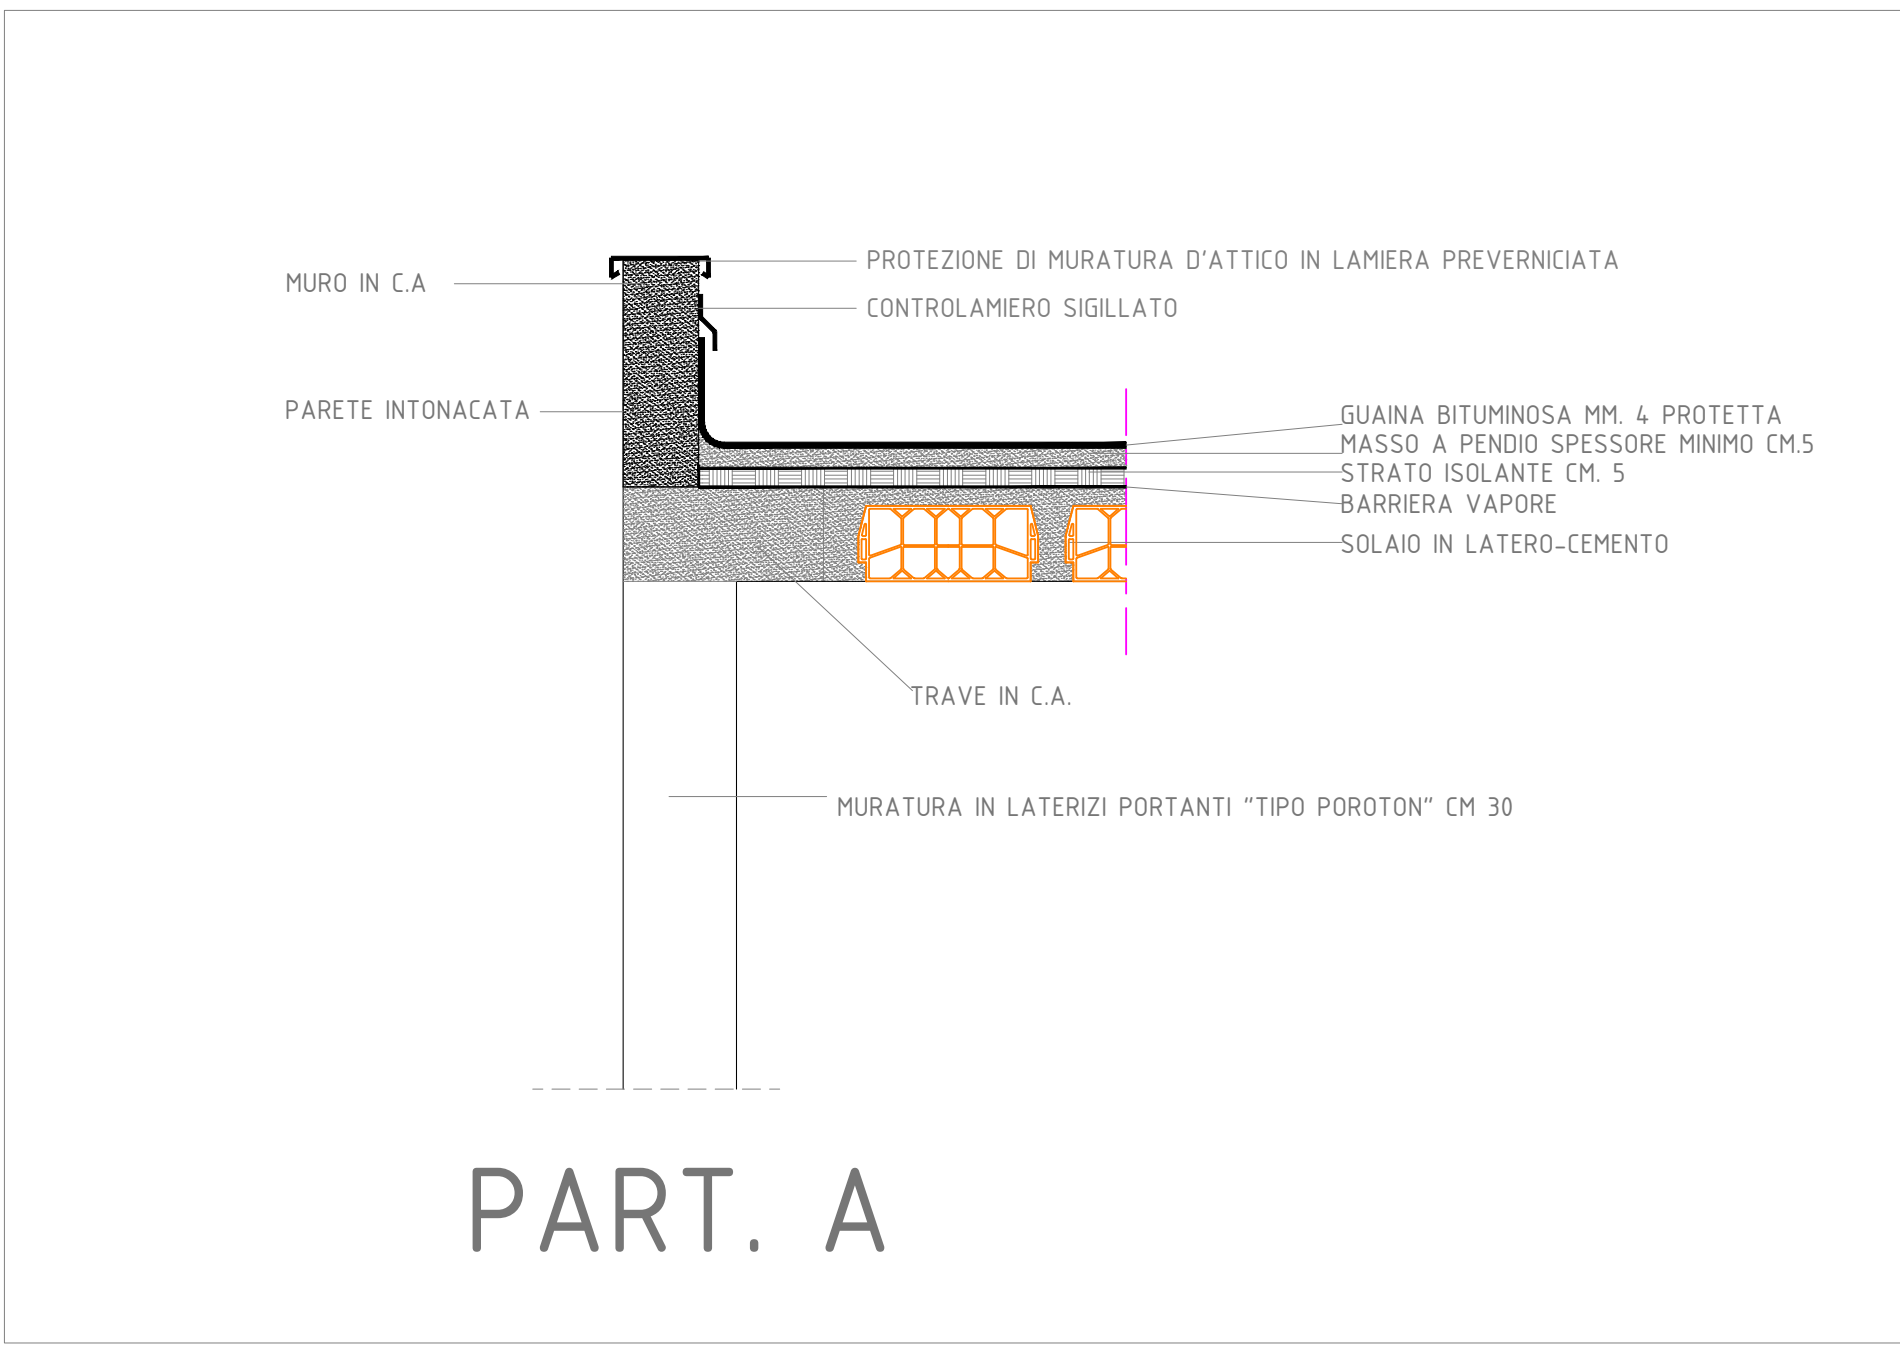 PROTEZIONE DI MURATURA D'ATTICO IN LAMIERA PREVERNICIATA
MURO IN C.A
CONTROLAMIERO SIGILLATO
PARETE INTONACATA
GUAINA BITUMINOSA MM. 4 PROTETTA
MASSO A PENDIO SPESSORE MINIMO CM.5
STRATO ISOLANTE CM. 5
BARRIERA VAPORE
SOLAIO IN LATERO-CEMENTO
TRAVE IN C.A.
MURATURA IN LATERIZI PORTANTI "TIPO POROTON" CM 30
PART. A